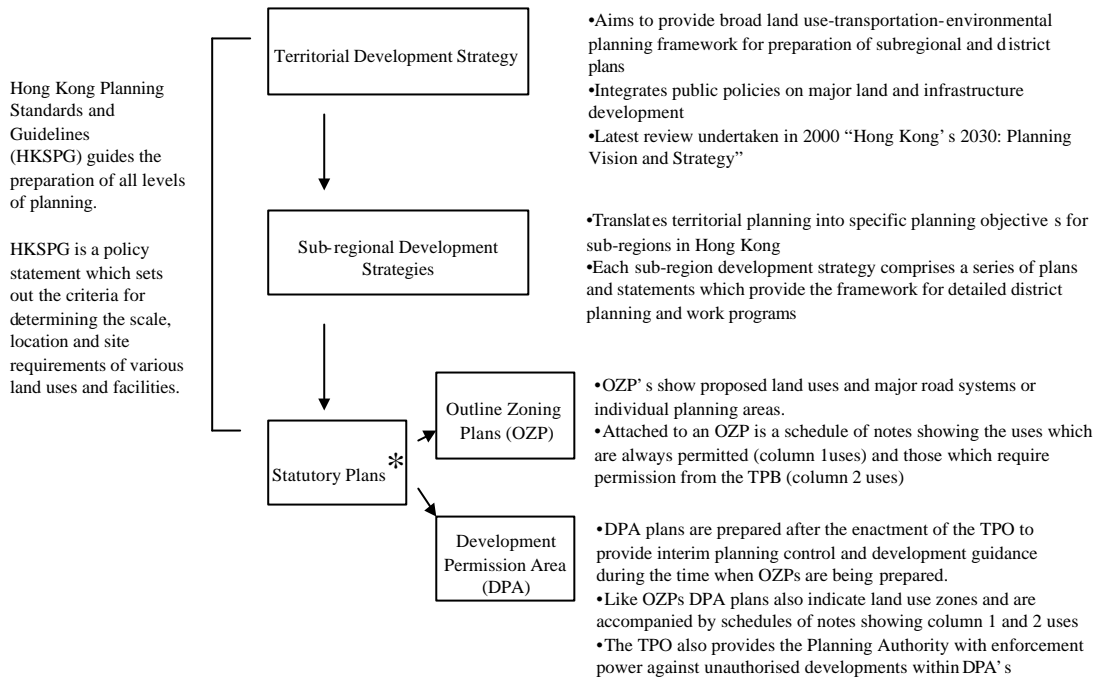 Hong Kong Planning
Standards and
Guidelines
(HKSPG) guides the
preparation of all levels
of planning.
HKSPG is a policy
statement which sets
out the criteria for
determining the scale,
location and site
requirements of various
land uses and facilities.
Territorial Development Strategy
•Aims to provide broad land use-transportation-environmental
planning framework for preparation of subregional and district
plans
•Integrates public policies on major land and infrastructure
development
•Latest review undertaken in 2000 “Hong Kong’s 2030: Planning
Vision and Strategy”
Sub-regional Development
Strategies
•Translates territorial planning into specific planning objective s for
sub-regions in Hong Kong
•Each sub-region development strategy comprises a series of plans
and statements which provide the framework for detailed district
planning and work programs
Statutory Plans *
Outline Zoning
Plans (OZP)
•OZP’s show proposed land uses and major road systems or
individual planning areas.
•Attached to an OZP is a schedule of notes showing the uses which
are always permitted (column 1uses) and those which require
permission from the TPB (column 2 uses)
Development
Permission Area
(DPA)
•DPA plans are prepared after the enactment of the TPO to
provide interim planning control and development guidance
during the time when OZPs are being prepared.
•Like OZPs DPA plans also indicate land use zones and are
accompanied by schedules of notes showing column 1 and 2 uses
•The TPO also provides the Planning Authority with enforcement
power against unauthorised developments within DPA’s